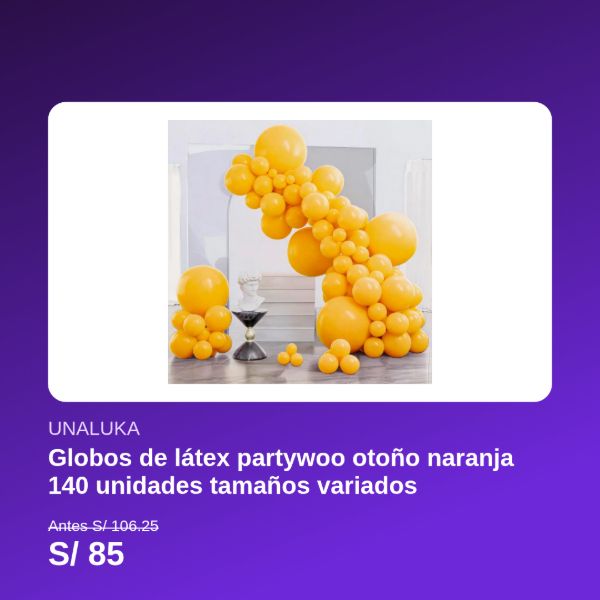 UNALUKA
Globos de látex partywoo otoño naranja
140 unidades tamaños variados
Antes S/ 106.25
S/ 85